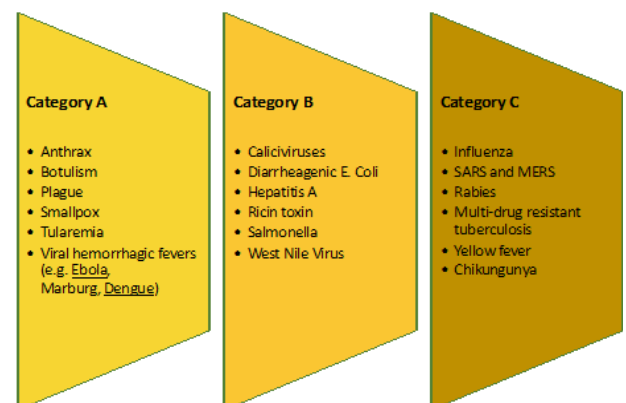 Category A
• Anthrax
• Botulism
• Plague
• Smallpox
• Tularemia
• Viral hemorrhagic fevers
(e.g. Ebola,
Marburg, Dengue)
Category B
• Caliciviruses
• Diarrheagenic E. Coli
• Hepatitis A
• Ricin toxin
• Salmonella
• West Nile Virus
Category C
• Influenza
• SARS and MERS
• Rabies
• Multi-drug resistant
tuberculosis
• Yellow fever
• Chikungunya